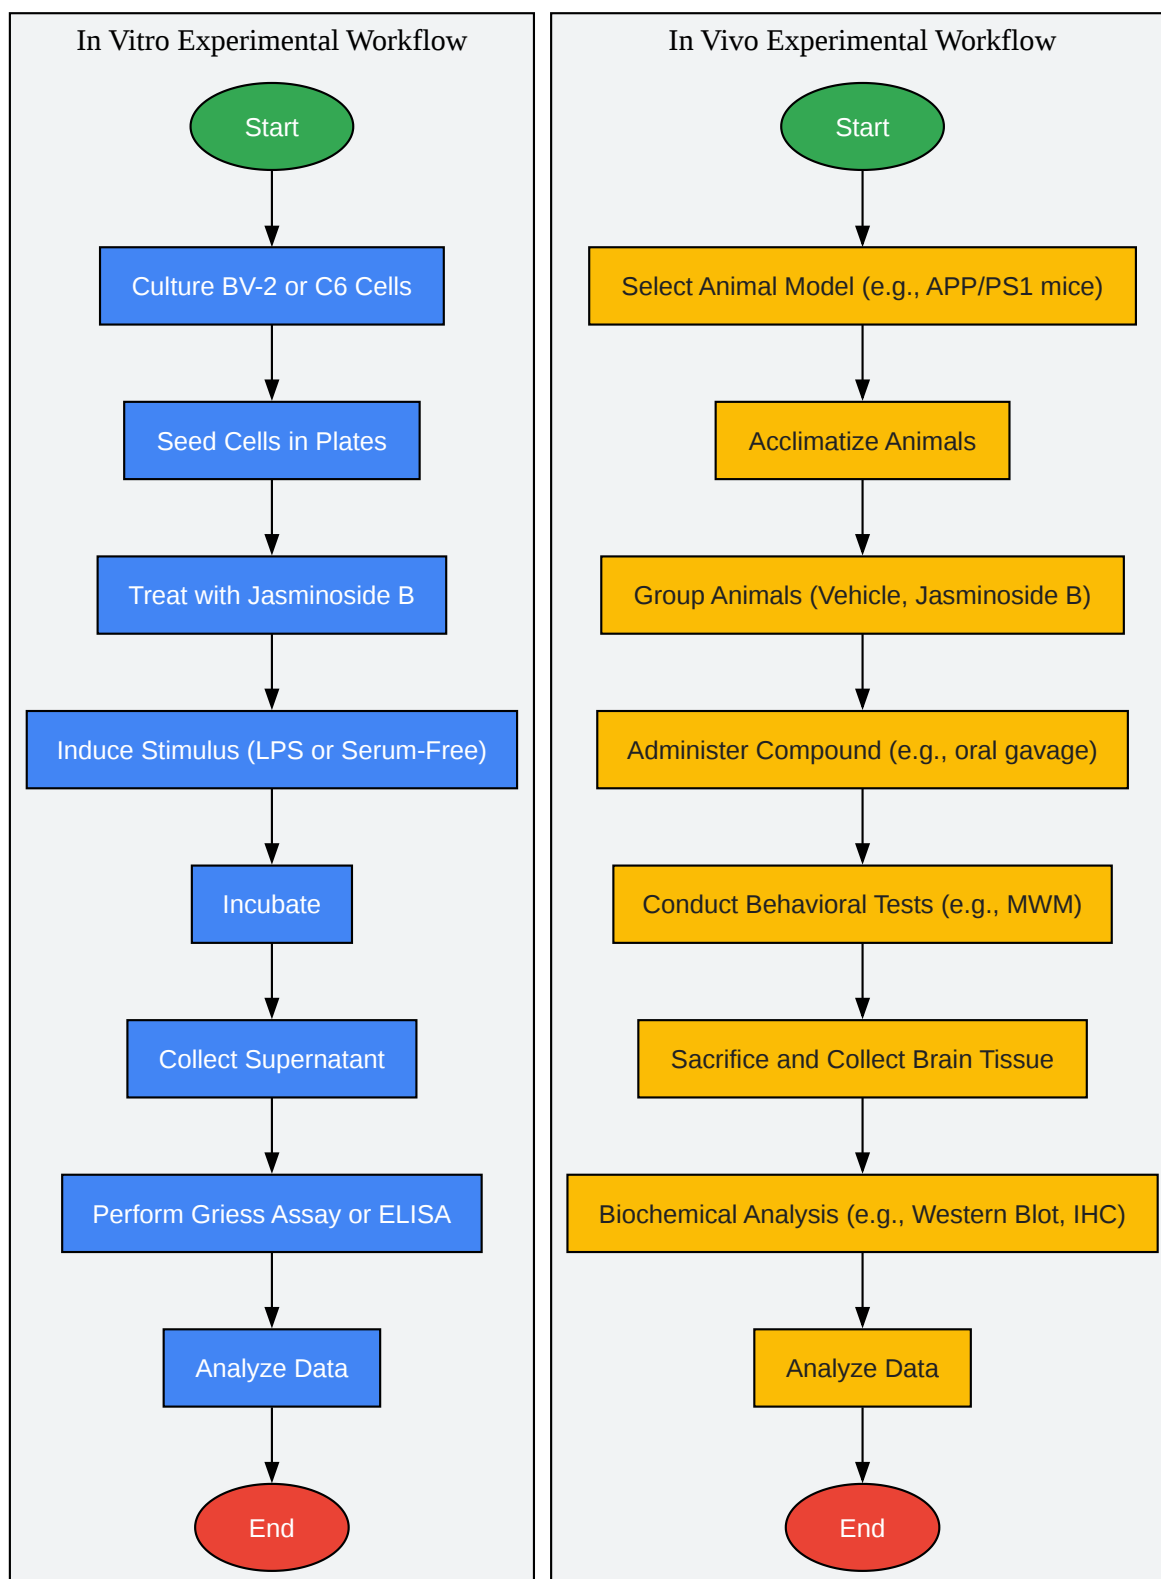 In Vitro Experimental Workflow
Start
Culture BV-2 or C6 Cells
Seed Cells in Plates
Treat with Jasminoside B
Induce Stimulus (LPS or Serum-Free)
Incubate
Collect Supernatant
Perform Griess Assay or ELISA
Analyze Data
End
In Vivo Experimental Workflow
Start
Select Animal Model (e.g., APP/PS1 mice)
Acclimatize Animals
Group Animals (Vehicle, Jasminoside B)
Administer Compound (e.g., oral gavage)
Conduct Behavioral Tests (e.g., MWM)
Sacrifice and Collect Brain Tissue
Biochemical Analysis (e.g., Western Blot, IHC)
Analyze Data
End